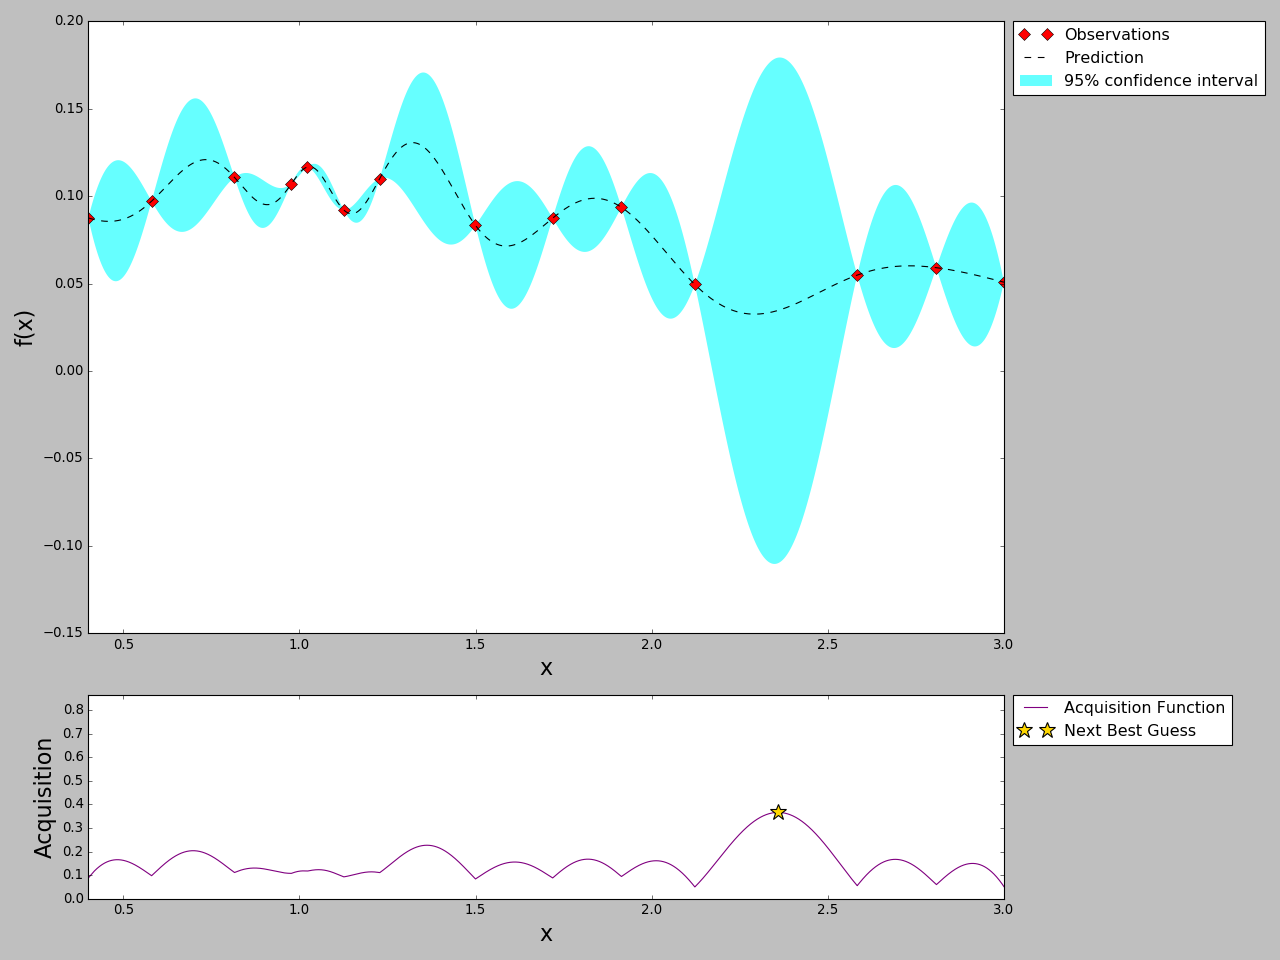 0.20
0.15
0.10
0.05
0.00
−0.05
−0.10
−0.15
f(x)
0.5 1.0 1.5 2.0 2.5 3.0
x
Observations
Prediction
95% confidence interval
0.8
0.7
0.6
0.5
0.4
0.3
0.2
0.1
0.0
Acquisition
0.5 1.0 1.5 2.0 2.5 3.0
x
Acquisition Function
Next Best Guess